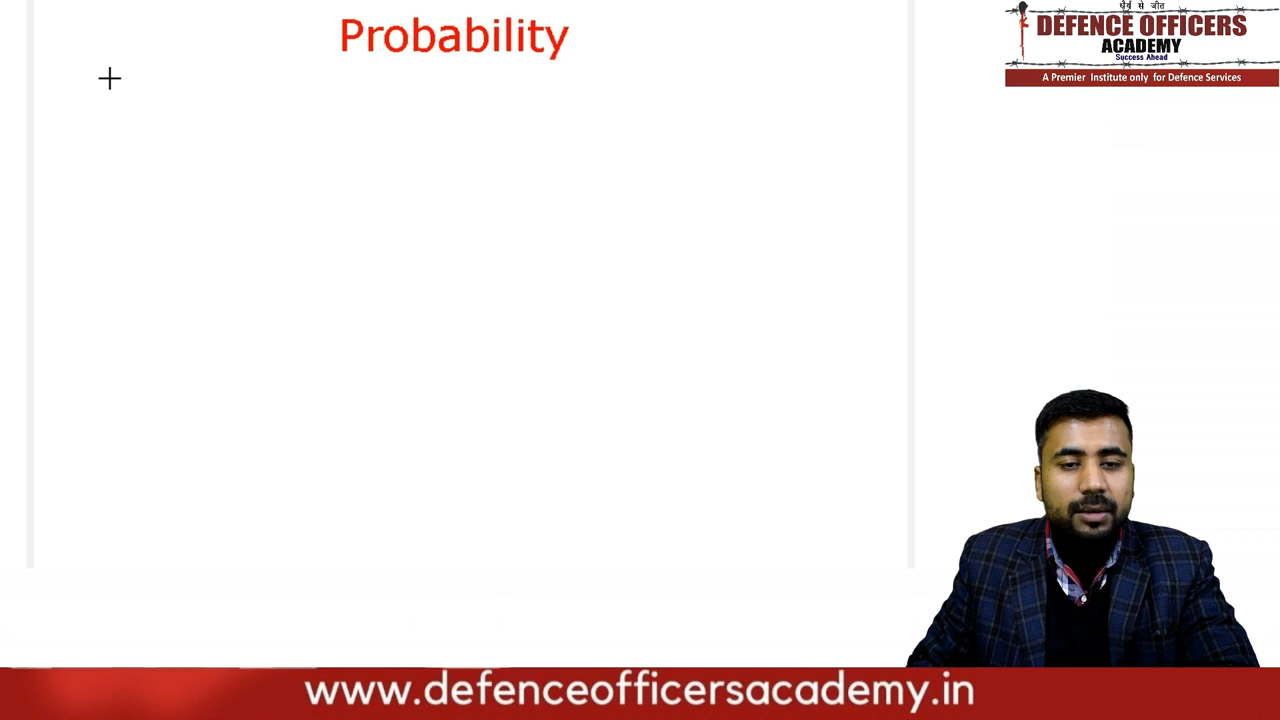 Probability
धैर्य से जीत
DEFENCE OFFICERS
ACADEMY
Success Ahead
A Premier Institute only for Defence Services
www.defenceofficersacademy.in